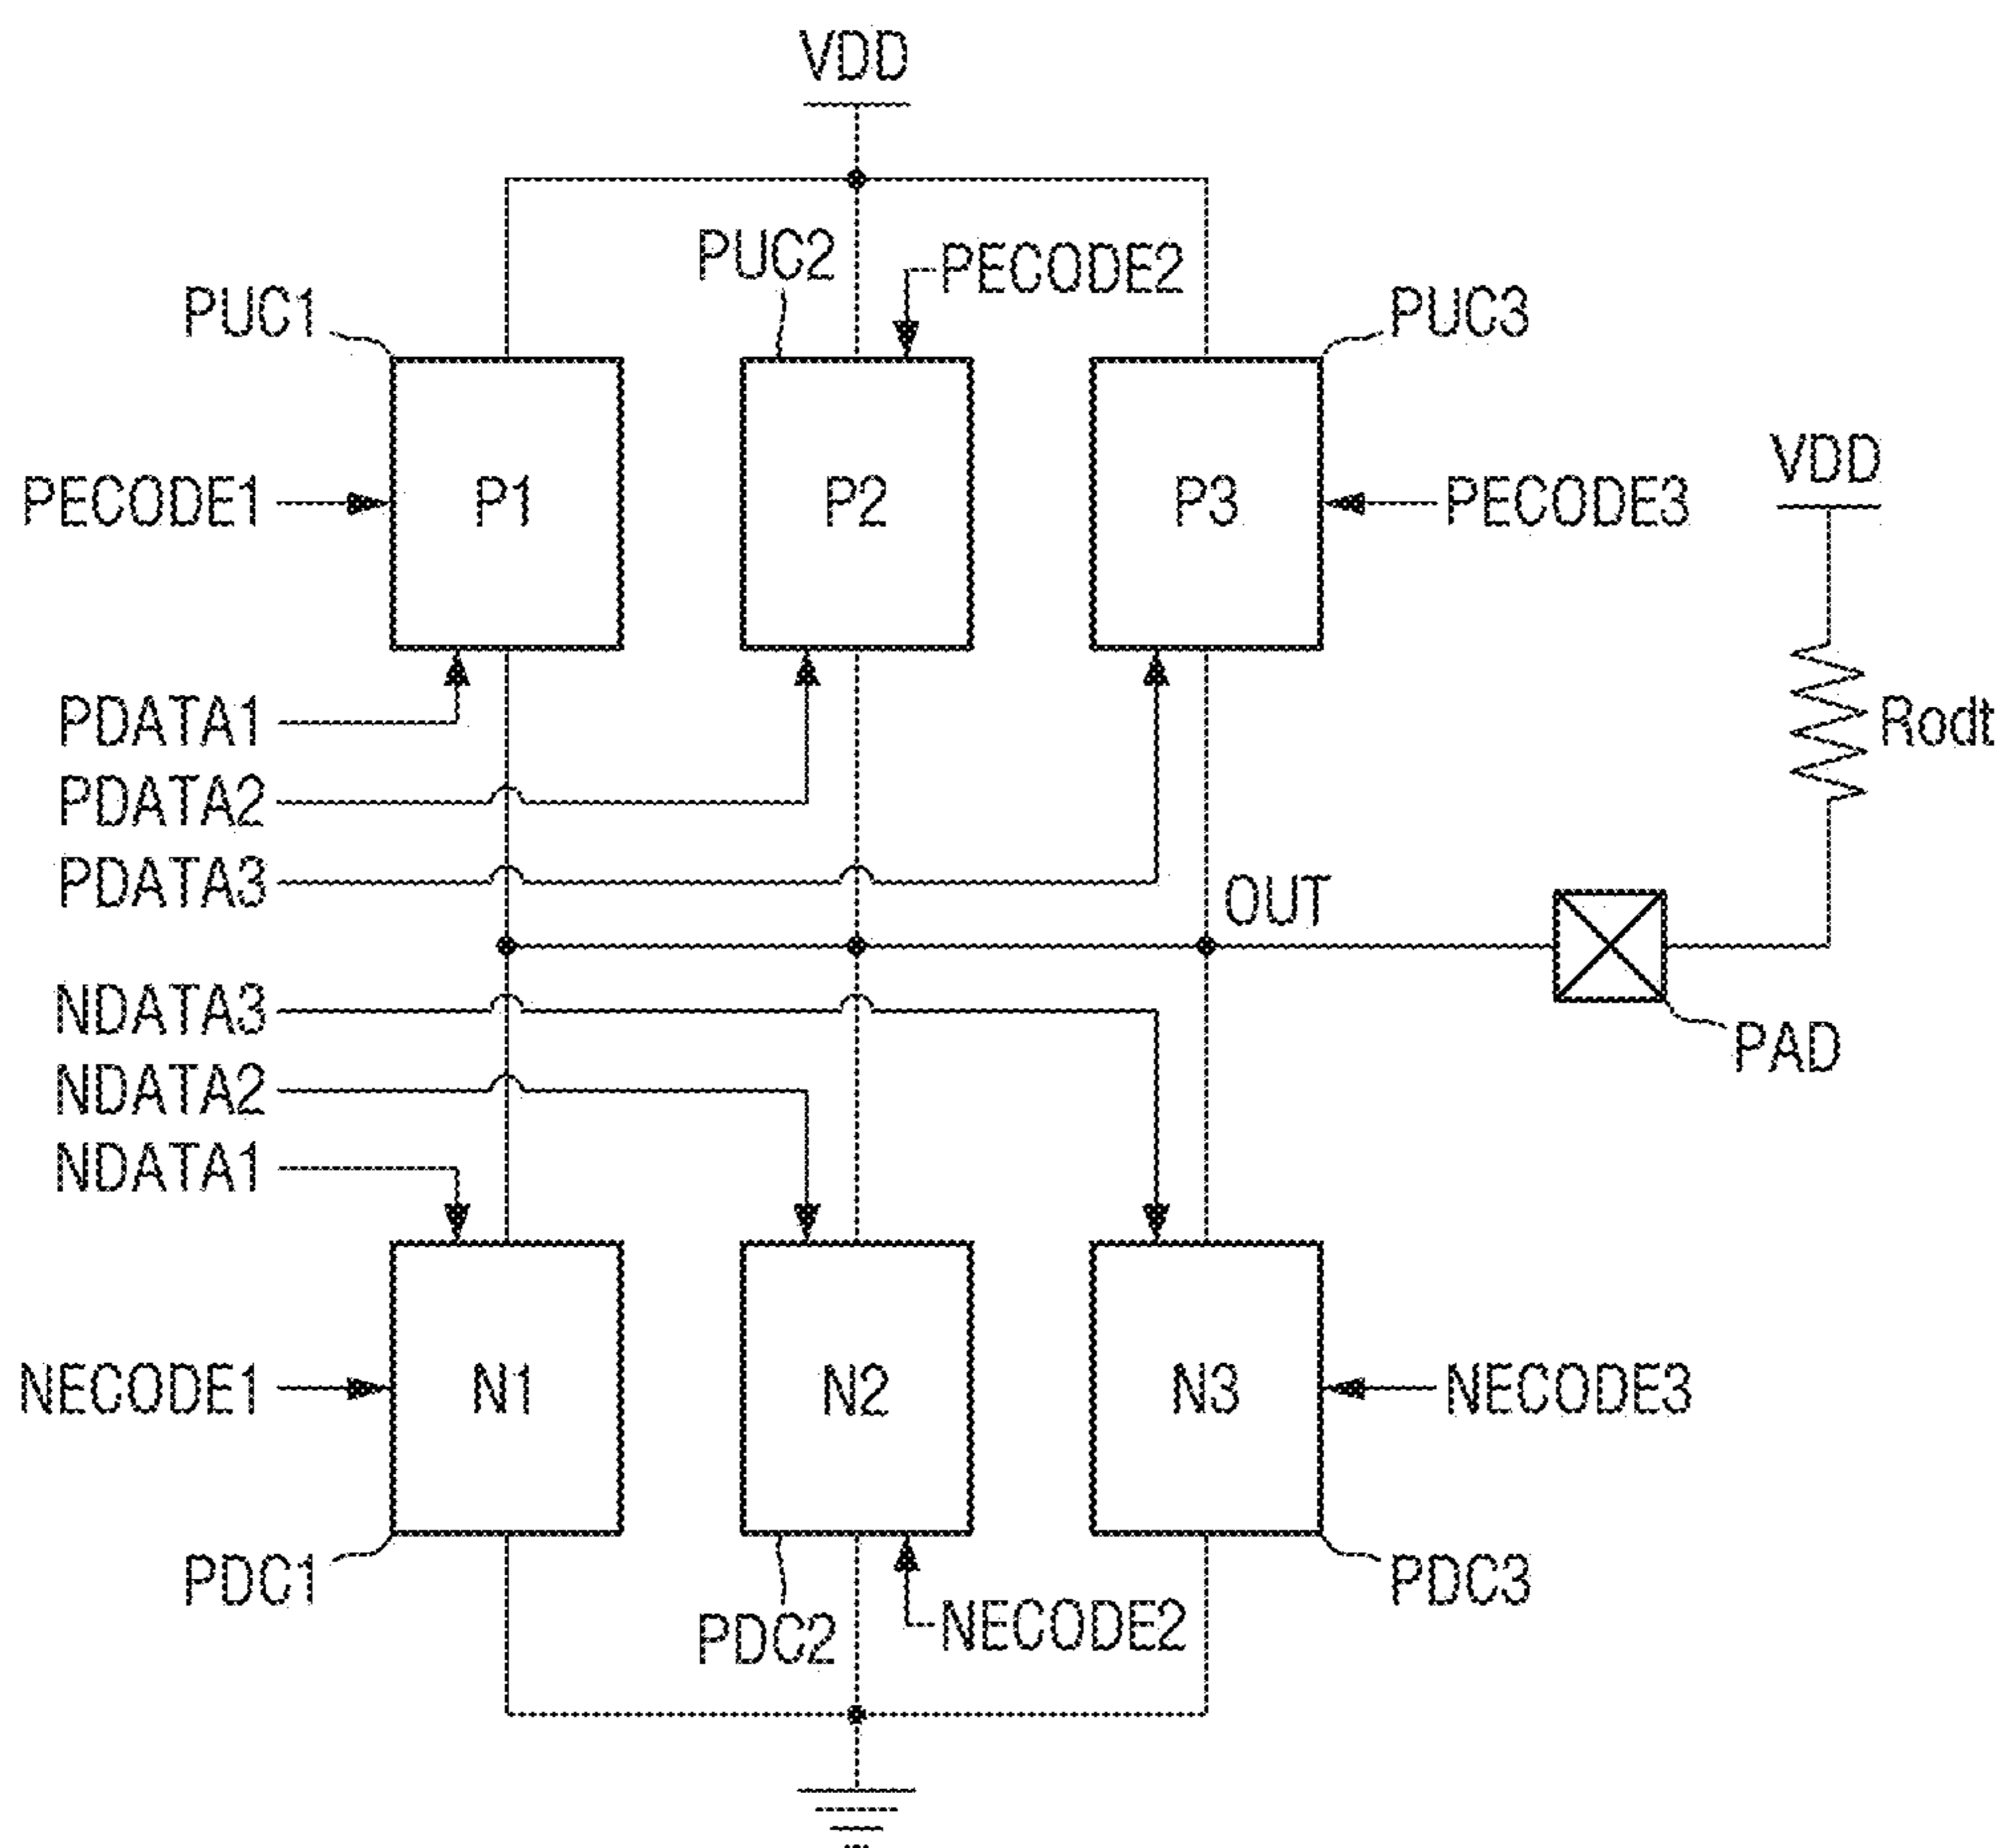 VDD
PUC2
PECODE2
PUC1
PUC3
VDD
PECODE1
P1
P2
P3
PECODE3
Rodt
PDATA1
PDATA2
PDATA3
OUT
NDATA3
PAD
NDATA2
NDATA1
NECODE1
N1
N2
N3
NECODE3
PDC1
PDC2
NECODE2
PDC3